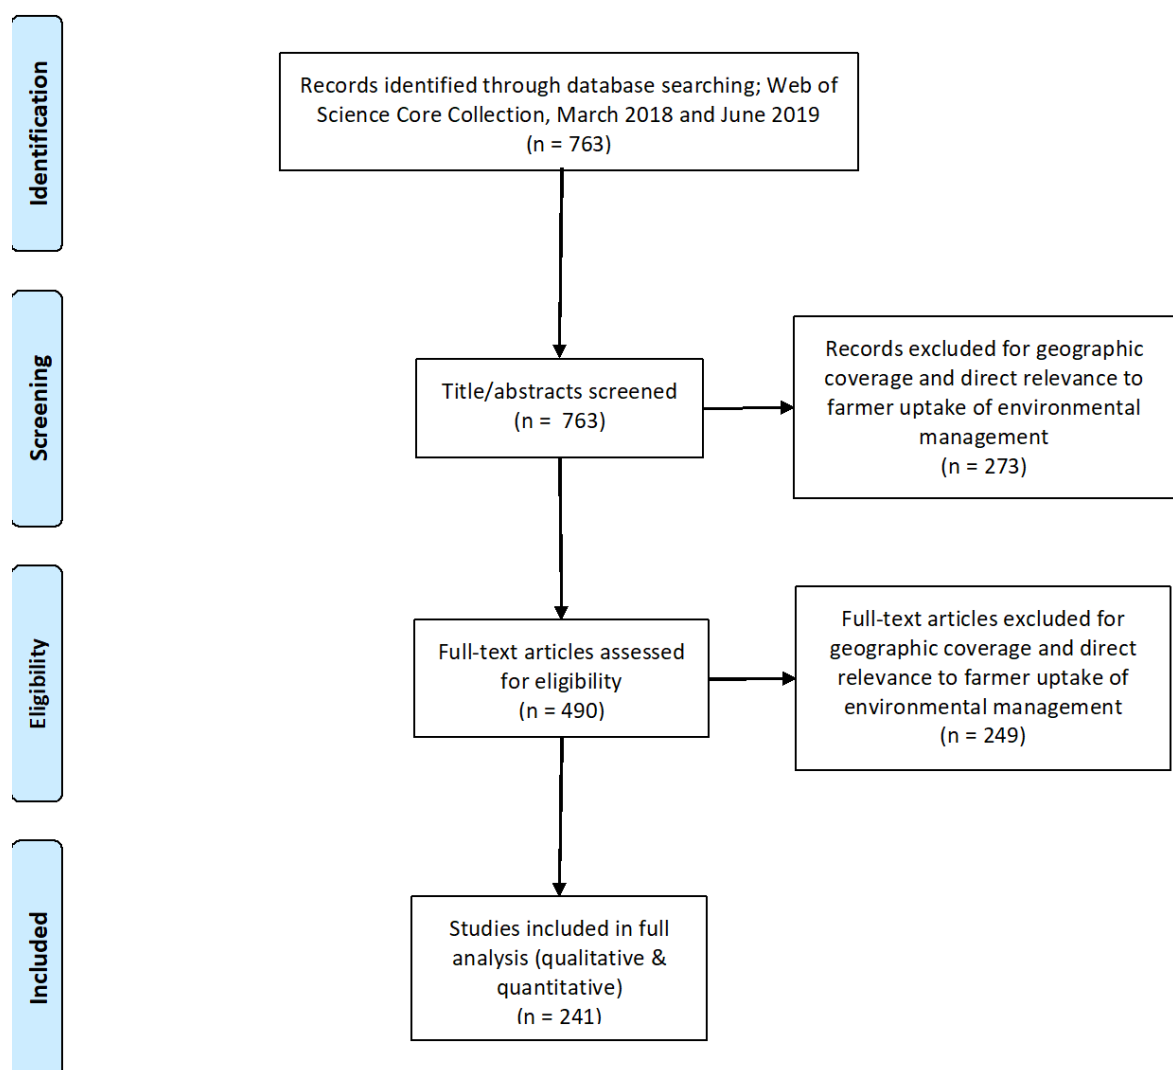 Identification
Records identified through database searching; Web of
Science Core Collection, March 2018 and June 2019
(n = 763)
Screening
Title/abstracts screened
(n =  763)
Records excluded for geographic
coverage and direct relevance to
farmer uptake of environmental
management
(n = 273)
Eligibility
Full-text articles assessed
for eligibility
(n = 490)
Full-text articles excluded for
geographic coverage and direct
relevance to farmer uptake of
environmental management
(n = 249)
Included
Studies included in full
analysis (qualitative &
quantitative)
(n = 241)